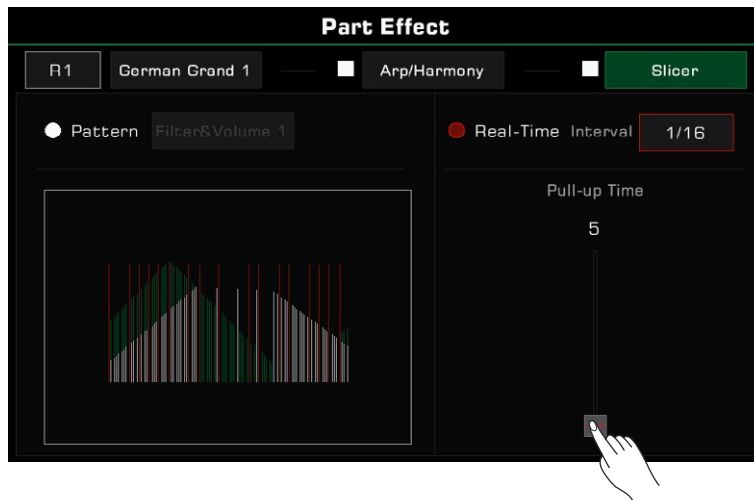 Part Effect
R1 German Grand 1 Arp/Harmony Slicer
Pattern Filter&Volume 1
Real-Time Interval 1/16
Pull-up Time
5